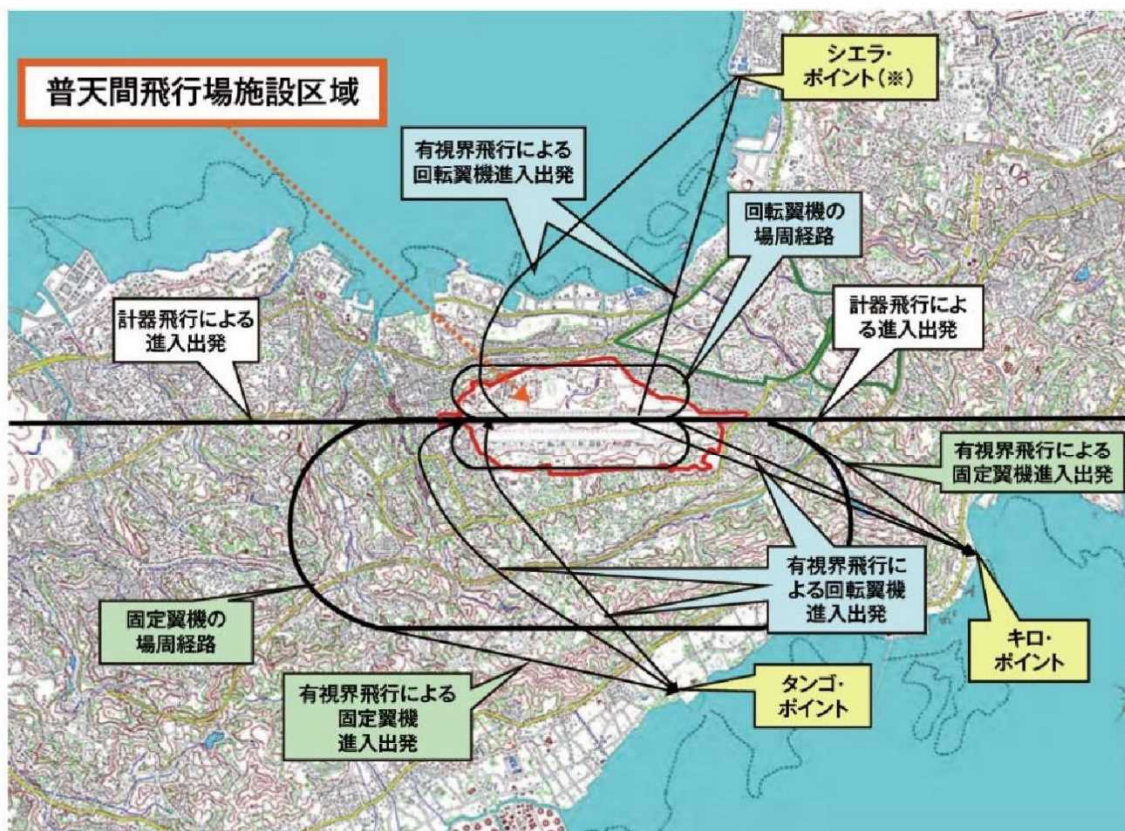 シエラ・
ポイント(※)
普天間飛行場施設区域
有視界飛行による
回転翼機進入出発
回転翼機の
場周経路
計器飛行による
進入出発
計器飛行によ
る進入出発
有視界飛行による
固定翼機進入出発
有視界飛行に
よる回転翼機
進入出発
固定翼機の
場周経路
キロ・
ポイント
有視界飛行による
固定翼機
進入出発
タンゴ・
ポイント